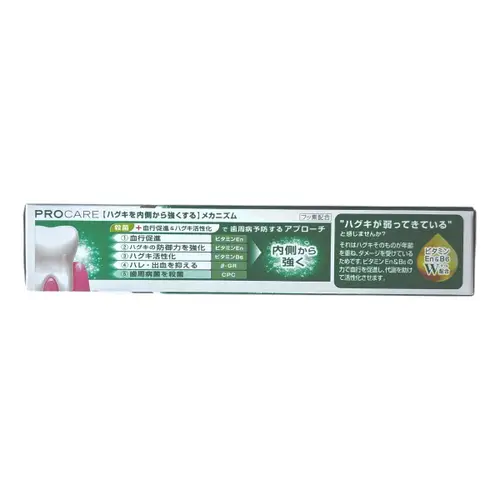 PROCARE【ハグキを内側から強くする】メカニズム
フッ素配合
殺菌＋血行促進&ハグキ活性化で歯周病予防するアプローチ
①血行促進 ビタミンEn
②ハグキの防御力を強化 ビタミンEn
③ハグキ活性化 ビタミンB6
④ハレ・出血を抑える β-GR
⑤歯周病菌を殺菌 CPC
内側から
強く
"ハグキが弱ってきている"
と感じませんか?
それはハグキそのものが年齢
を重ね、ダメージを受けている
ためです。ビタミンEn&B6の
力で血行を促進し、代謝を助け
て活性化させます。
ビタミン
En&B6
W配合